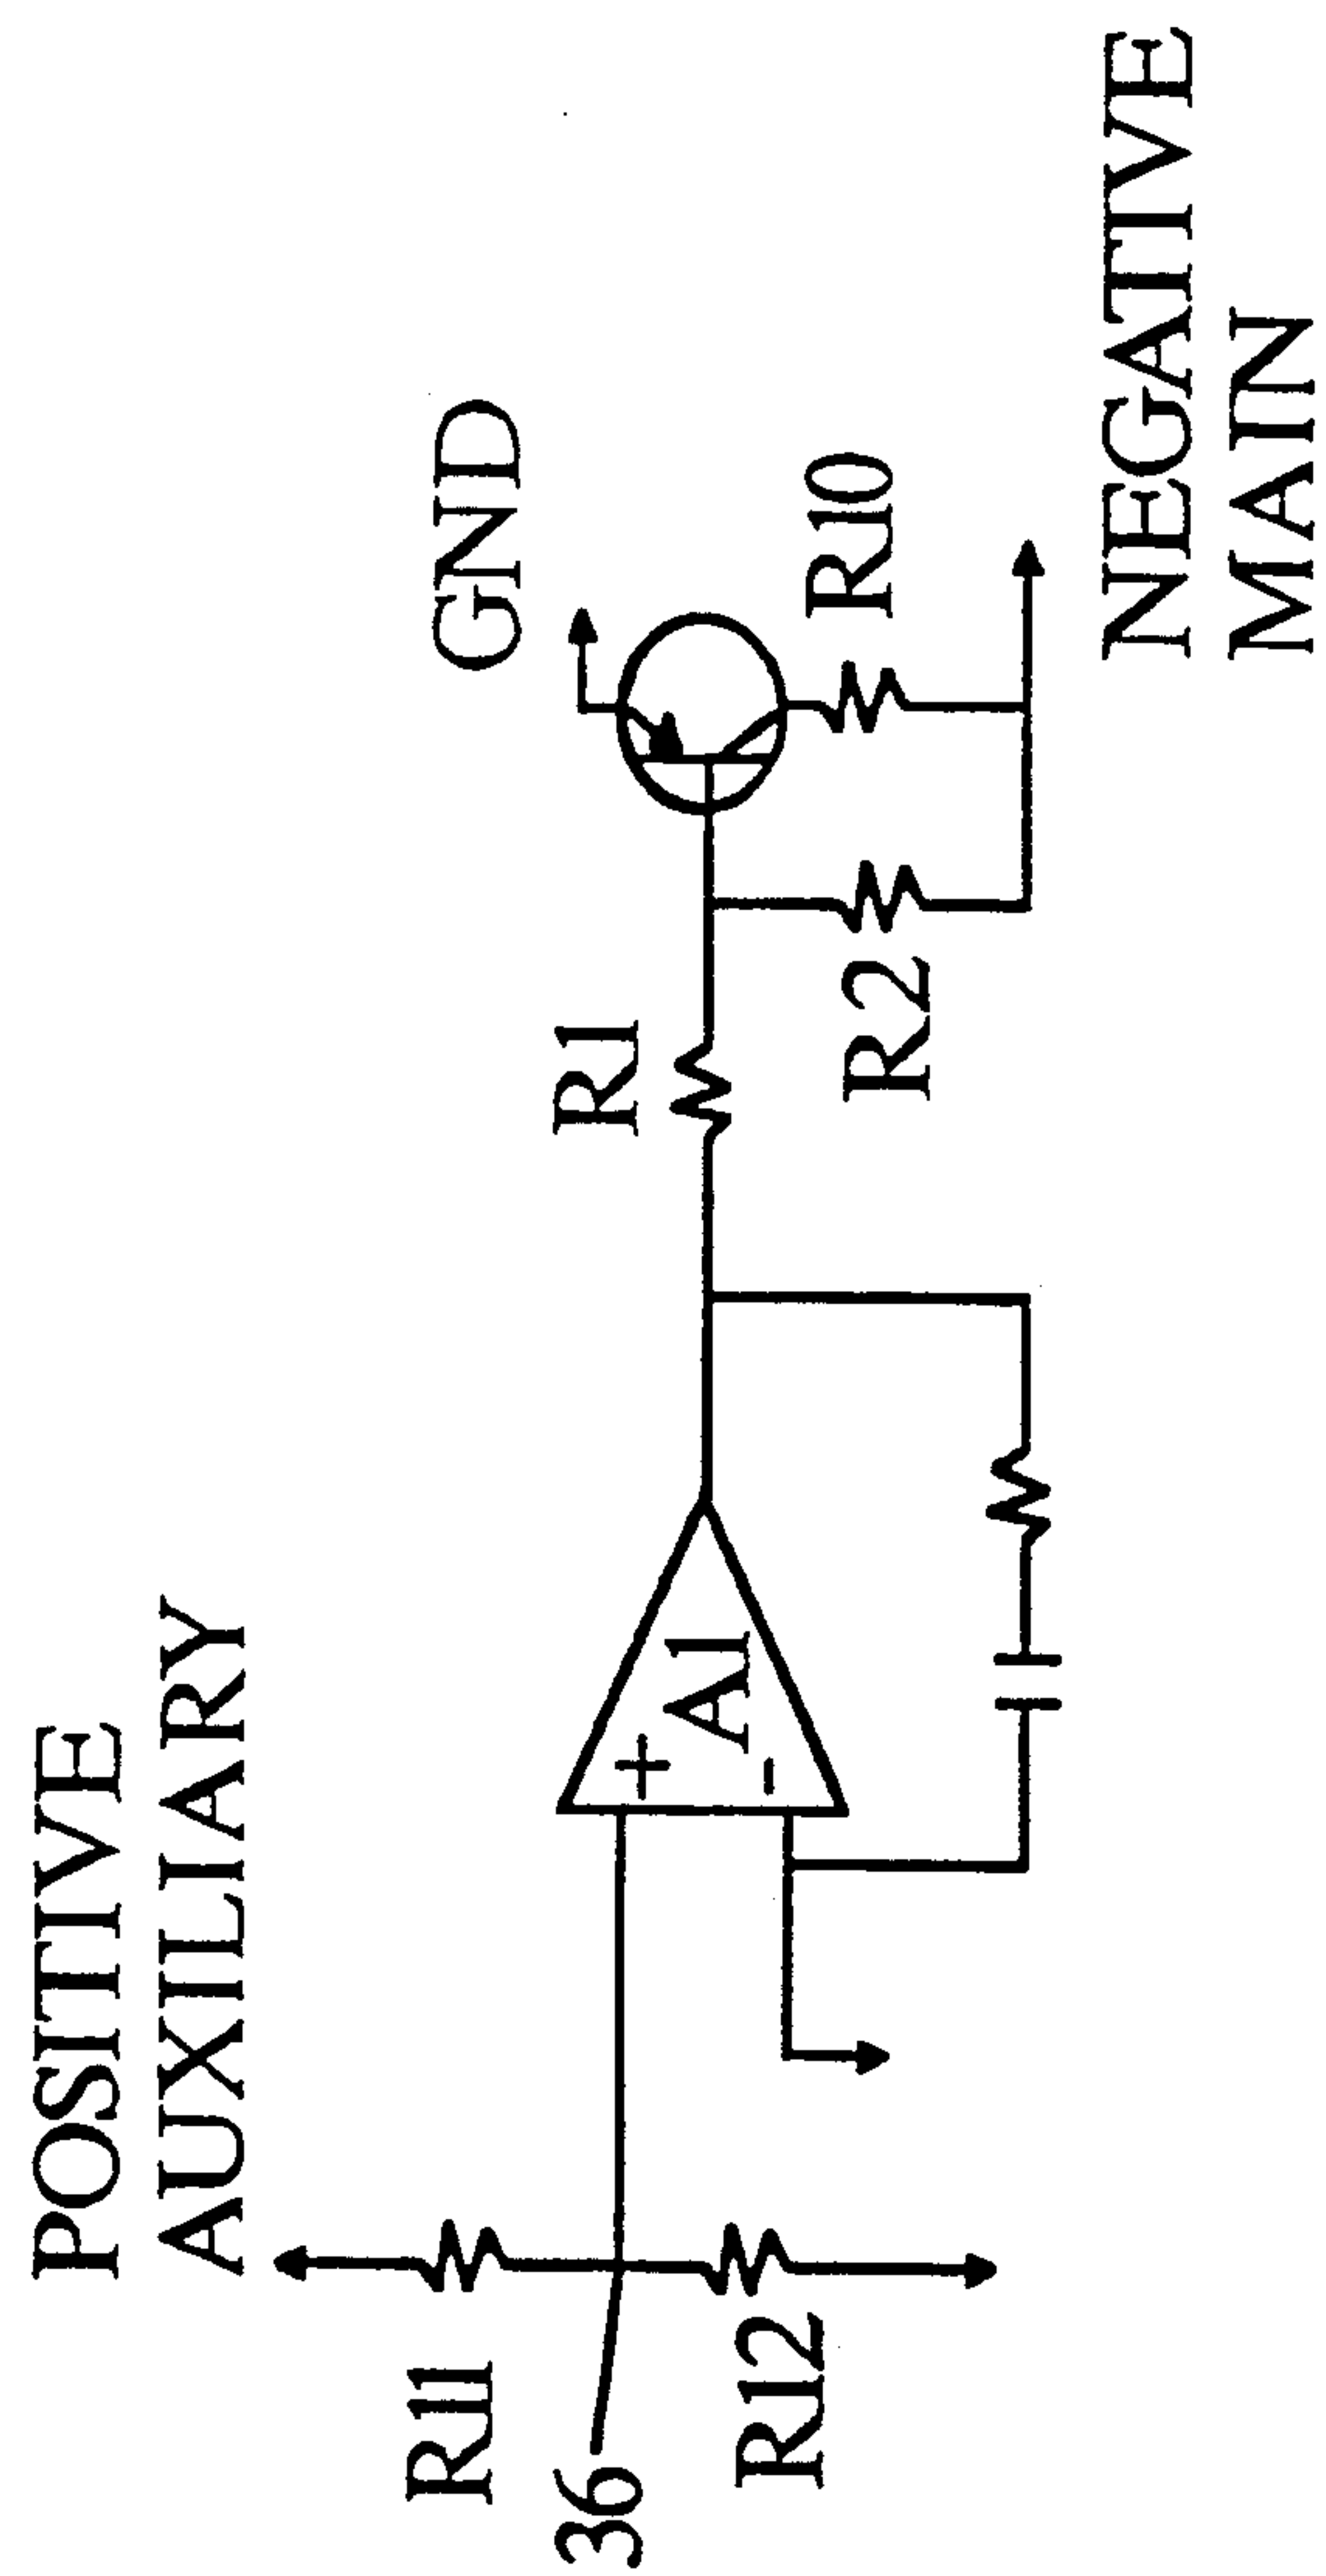 POSITIVE
AUXILIARY
R11
36
R12
+
A1
-
R1
R2
GND
R10
NEGATIVE
MAIN